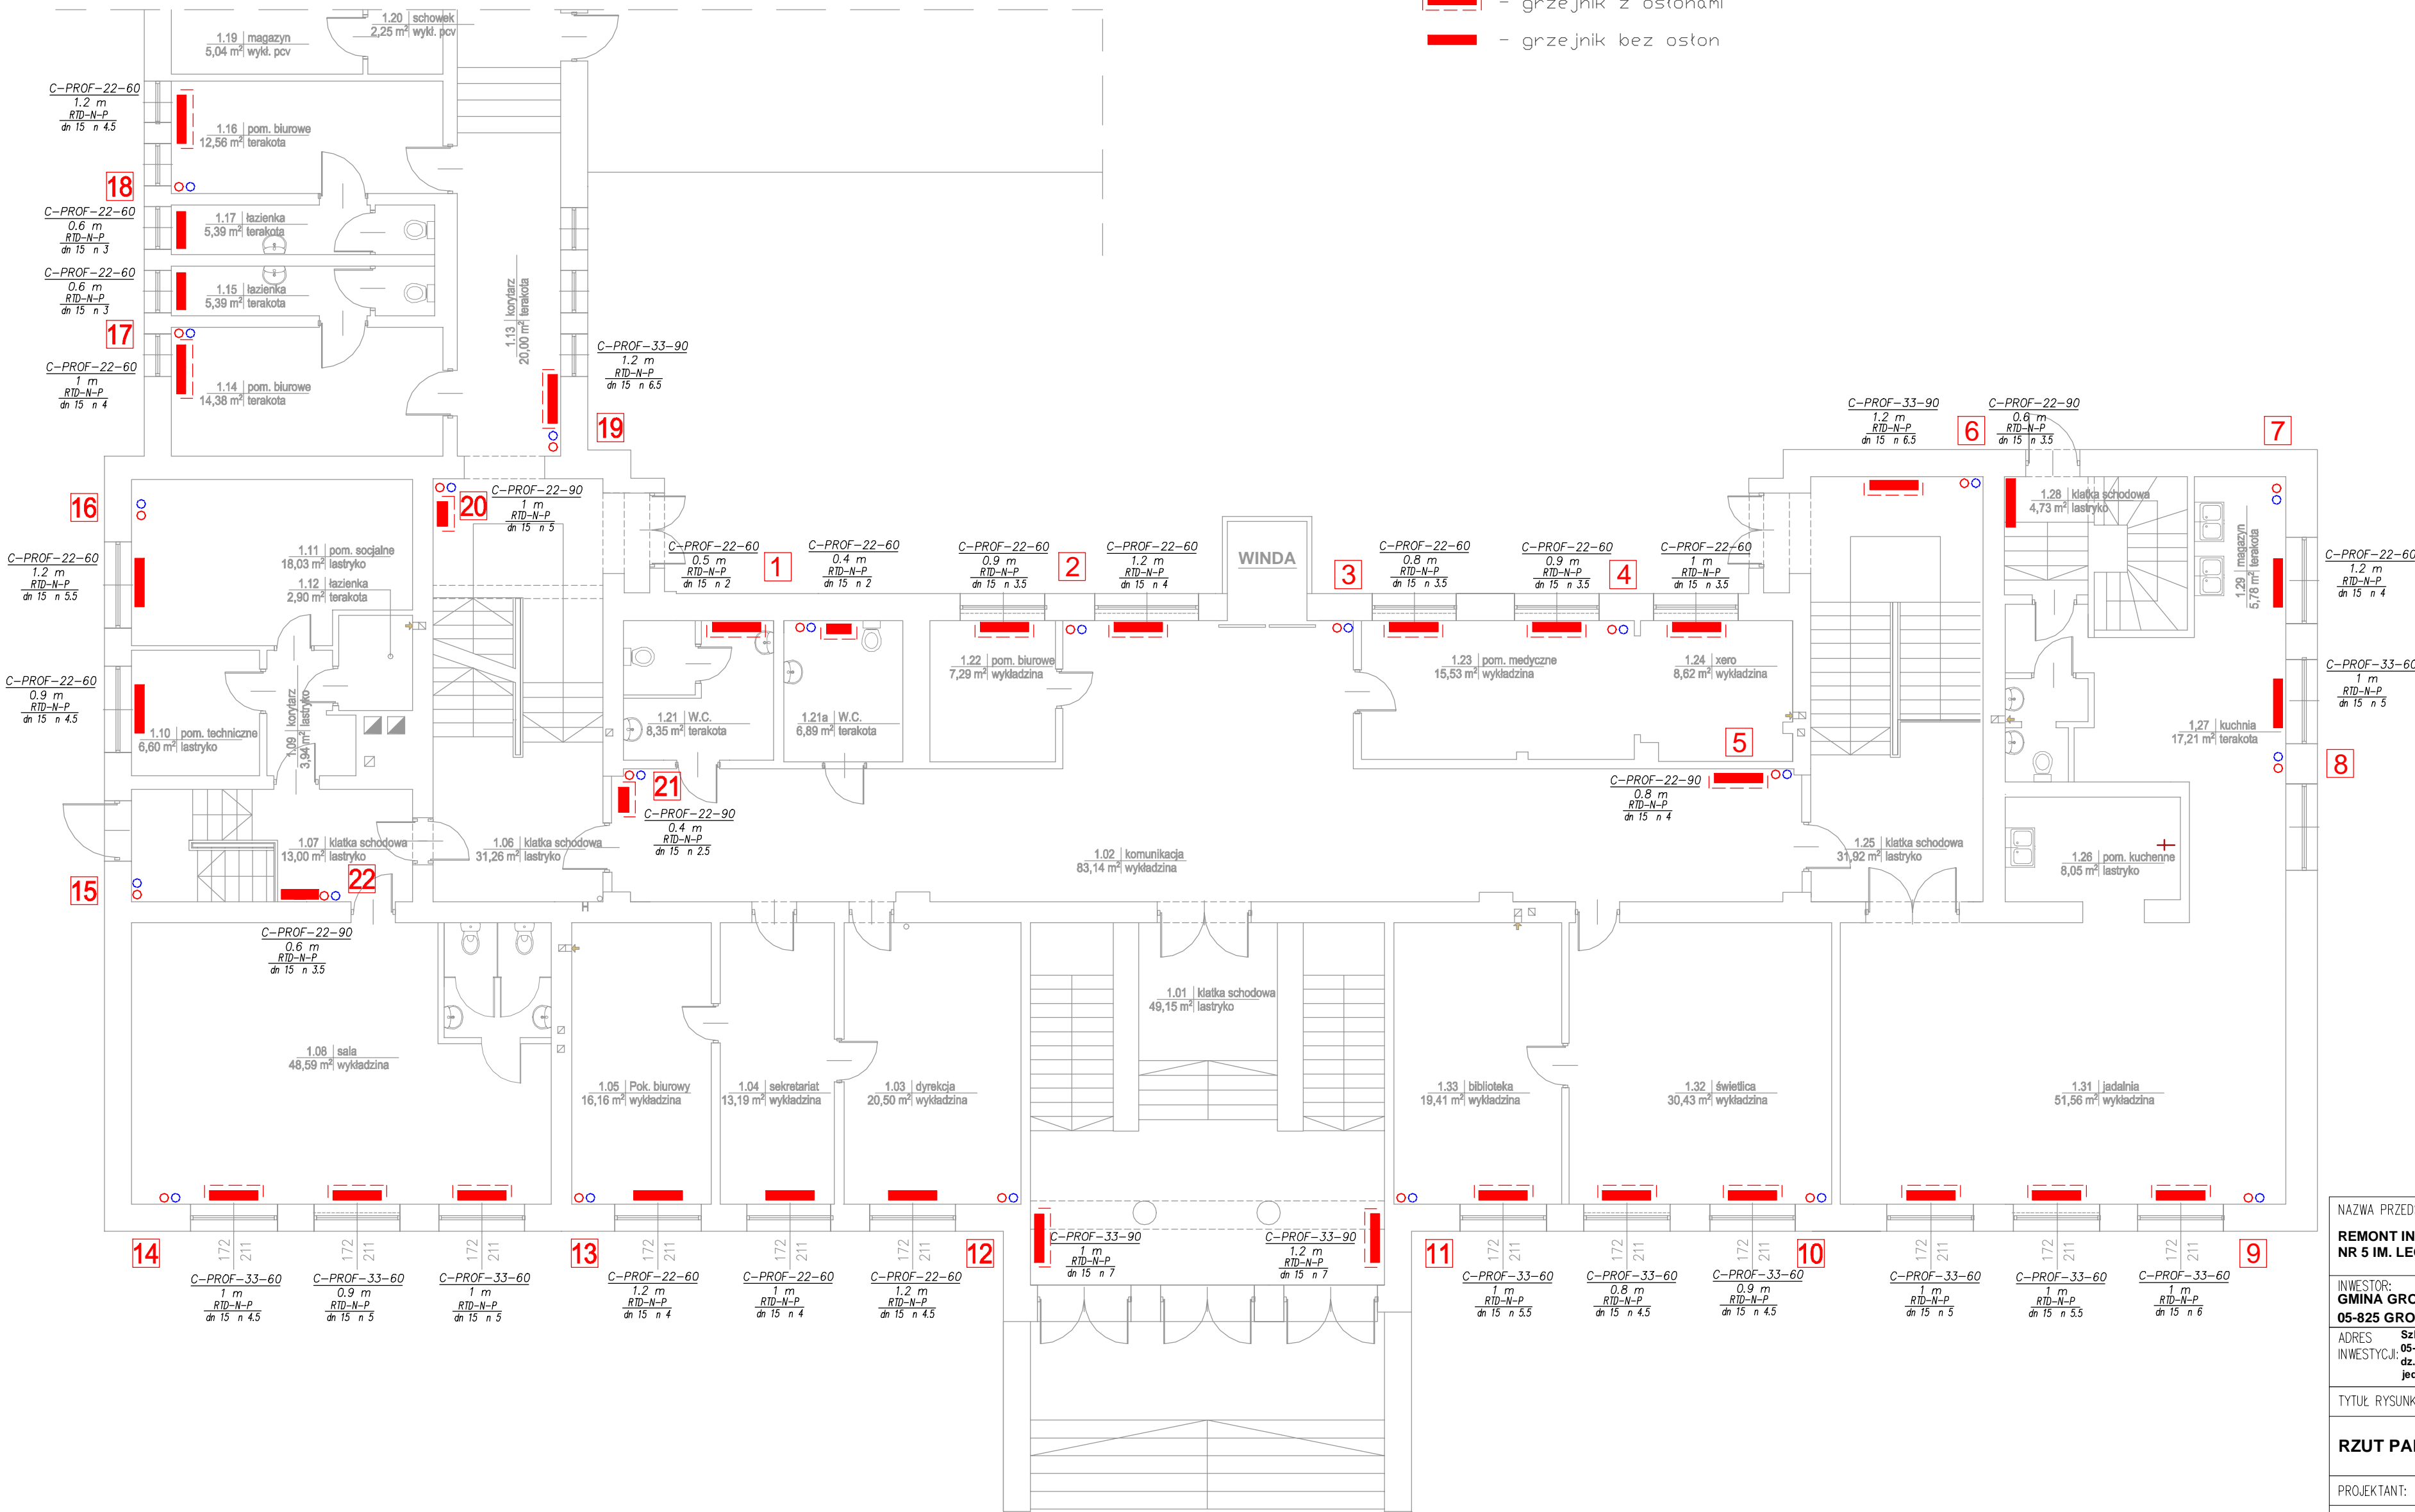 - grzejnik z osłonami
- grzejnik bez osłon
1.20 schowek
2,25 m² wykł. pcv
1.19 magazyn
5,04 m² wykł. pcv
C-PROF-22-60
1.2 m
RTD-N-P
dn 15 n 4.5
1.16 pom. biurowe
12,56 m² terakota
18
C-PROF-22-60
0.6 m
RTD-N-P
dn 15 n 3
1.17 łazienka
5,39 m² terakota
C-PROF-22-60
0.6 m
RTD-N-P
dn 15 n 3
1.15 łazienka
5,39 m² terakota
17
C-PROF-22-60
1 m
RTD-N-P
dn 15 n 4
1.14 pom. biurowe
14,38 m² terakota
1.13 korytarz
20,00 m² terakota
C-PROF-33-90
1.2 m
RTD-N-P
dn 15 n 6.5
19
16
20
C-PROF-22-90
1 m
RTD-N-P
dn 15 n 5
C-PROF-22-60
1.2 m
RTD-N-P
dn 15 n 5.5
1.11 pom. socjalne
18,03 m² lastryko
1.12 łazienka
2,90 m² terakota
C-PROF-22-60
0.5 m
RTD-N-P
dn 15 n 2
1
C-PROF-22-60
0.4 m
RTD-N-P
dn 15 n 2
C-PROF-22-60
0.9 m
RTD-N-P
dn 15 n 3.5
2
C-PROF-22-60
1.2 m
RTD-N-P
dn 15 n 4
WINDA
3
C-PROF-22-60
0.8 m
RTD-N-P
dn 15 n 3.5
C-PROF-22-60
0.9 m
RTD-N-P
dn 15 n 3.5
4
C-PROF-22-60
1 m
RTD-N-P
dn 15 n 3.5
C-PROF-33-90
1.2 m
RTD-N-P
dn 15 n 6.5
6
C-PROF-22-90
0.6 m
RTD-N-P
dn 15 n 3.5
7
1.28 klatka schodowa
4,73 m² lastryko
1.29 magazyn
5,78 m² terakota
C-PROF-22-60
1.2 m
RTD-N-P
dn 15 n 4
C-PROF-33-60
1 m
RTD-N-P
dn 15 n 5
1,27 kuchnia
17,21 m² terakota
8
C-PROF-22-60
0.9 m
RTD-N-P
dn 15 n 4.5
1.10 pom. techniczne
6,60 m² lastryko
1.09 korytarz
3,94 m² lastryko
1.21 W.C.
8,35 m² terakota
1.21a W.C.
6,89 m² terakota
1.22 pom. biurowe
7,29 m² wykładzina
1.23 pom. medyczne
15,53 m² wykładzina
1.24 xero
8,62 m² wykładzina
5
C-PROF-22-90
0.8 m
RTD-N-P
dn 15 n 4
21
C-PROF-22-90
0.4 m
RTD-N-P
dn 15 n 2.5
1.07 klatka schodowa
13,00 m² lastryko
1.06 klatka schodowa
31,26 m² lastryko
1.02 komunikacja
83,14 m² wykładzina
1.25 klatka schodowa
31,92 m² lastryko
1.26 pom. kuchenne
8,05 m² lastryko
15
22
H
C-PROF-22-90
0.6 m
RTD-N-P
dn 15 n 3.5
1.01 klatka schodowa
49,15 m² lastryko
1.08 sala
48,59 m² wykładzina
1.05 Pok. biurowy
16,16 m² wykładzina
1.04 sekretariat
13,19 m² wykładzina
1.03 dyrekcja
20,50 m² wykładzina
1.33 biblioteka
19,41 m² wykładzina
1.32 świetlica
30,43 m² wykładzina
1.31 jadalnia
51,56 m² wykładzina
14
172
211
172
211
172
211
13
172
211
172
211
172
211
12
C-PROF-33-90
1 m
RTD-N-P
dn 15 n 7
C-PROF-33-90
1.2 m
RTD-N-P
dn 15 n 7
11
172
211
172
211
172
211
10
172
211
172
211
172
211
9
C-PROF-33-60
1 m
RTD-N-P
dn 15 n 4.5
C-PROF-33-60
0.9 m
RTD-N-P
dn 15 n 5
C-PROF-33-60
1 m
RTD-N-P
dn 15 n 5
C-PROF-22-60
1.2 m
RTD-N-P
dn 15 n 4
C-PROF-22-60
1 m
RTD-N-P
dn 15 n 4
C-PROF-22-60
1.2 m
RTD-N-P
dn 15 n 4.5
C-PROF-33-60
1 m
RTD-N-P
dn 15 n 5.5
C-PROF-33-60
0.8 m
RTD-N-P
dn 15 n 4.5
C-PROF-33-60
0.9 m
RTD-N-P
dn 15 n 4.5
C-PROF-33-60
1 m
RTD-N-P
dn 15 n 5
C-PROF-33-60
1 m
RTD-N-P
dn 15 n 5.5
C-PROF-33-60
1 m
RTD-N-P
dn 15 n 6
NAZWA PRZED
REMONT IN
NR 5 IM. LE
INWESTOR:
GMINA GRO
05-825 GRO
ADRES
INWESTYCJI:
05-
dz.
jed
TYTUŁ RYSUNK
RZUT PA
PROJEKTANT: